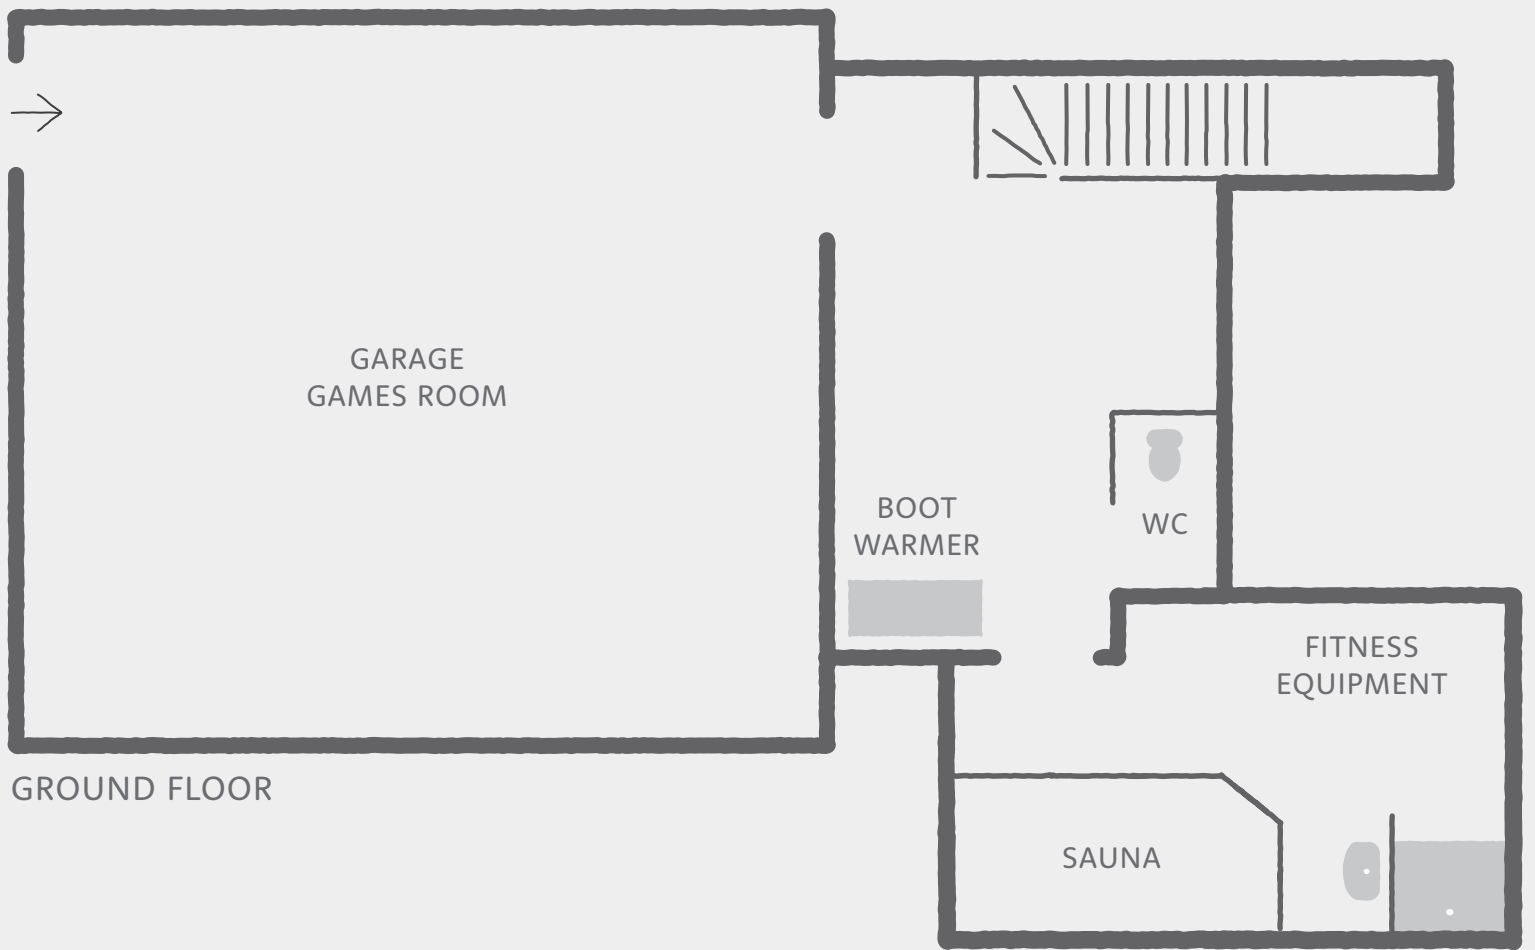 GARAGE
GAMES ROOM
BOOT
WARMER
WC
FITNESS
EQUIPMENT
GROUND FLOOR
SAUNA